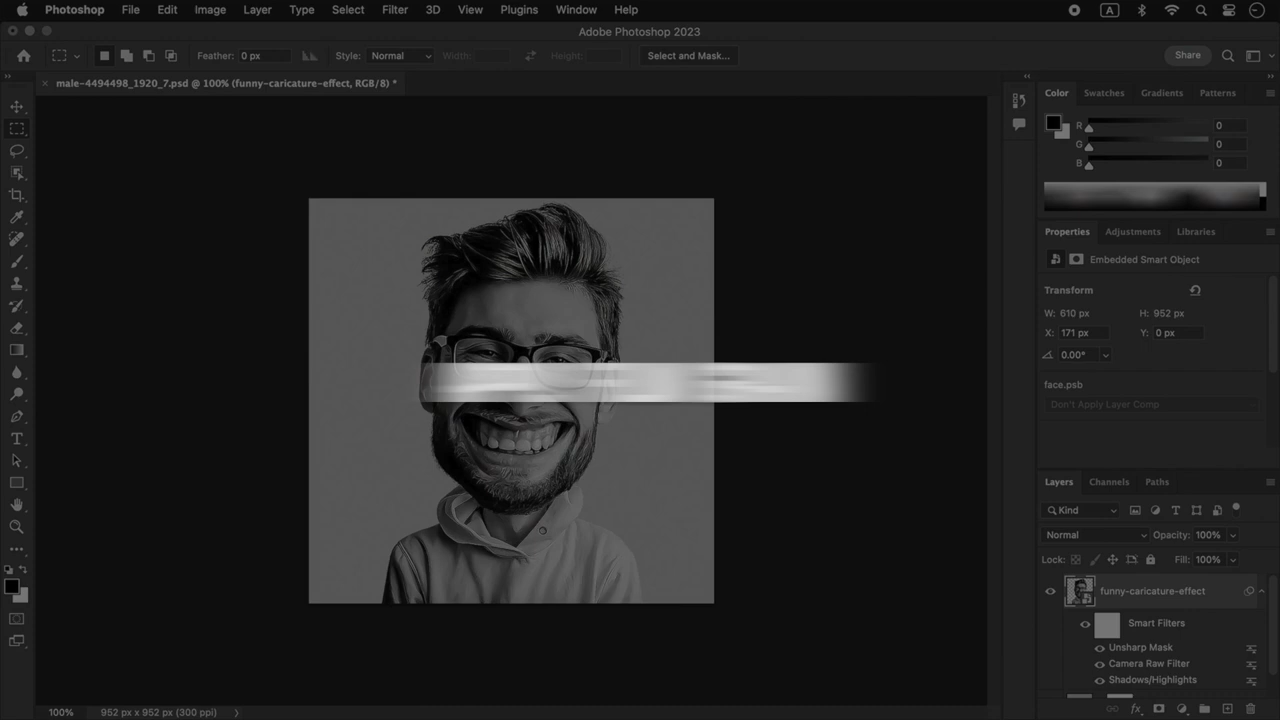 Photoshop File Edit Image Layer Type Select Filter 3D View Plugins Window Help A
Adobe Photoshop 2023
Feather: 0 px Style: Normal Width: Height: Select and Mask... Share
male-4494498_1920_7.psd @ 100% (funny-caricature-effect, RGB/8) *
Color Swatches Gradients Patterns
R 0
G 0
B 0
Properties Adjustments Libraries
Embedded Smart Object
Transform
W: 610 px H: 952 px
X: 171 px Y: 0 px
0.00°
face.psb
Don't Apply Layer Comp
Layers Channels Paths
Kind
Normal Opacity: 100%
Lock: Fill: 100%
funny-caricature-effect
Smart Filters
Unsharp Mask
Camera Raw Filter
Shadows/Highlights
100% 952 px x 952 px (300 ppi)